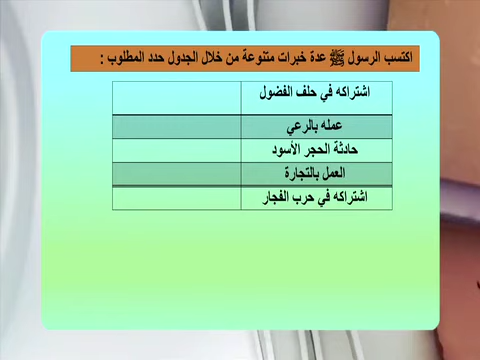 اكتسب الرسول ﷺ عدة خبرات متنوعة من خلال الجدول حدد المطلوب :
اشتراكه في حلف الفضول
عمله بالرعي
حادثة الحجر الأسود
العمل بالتجارة
اشتراكه في حرب الفجار